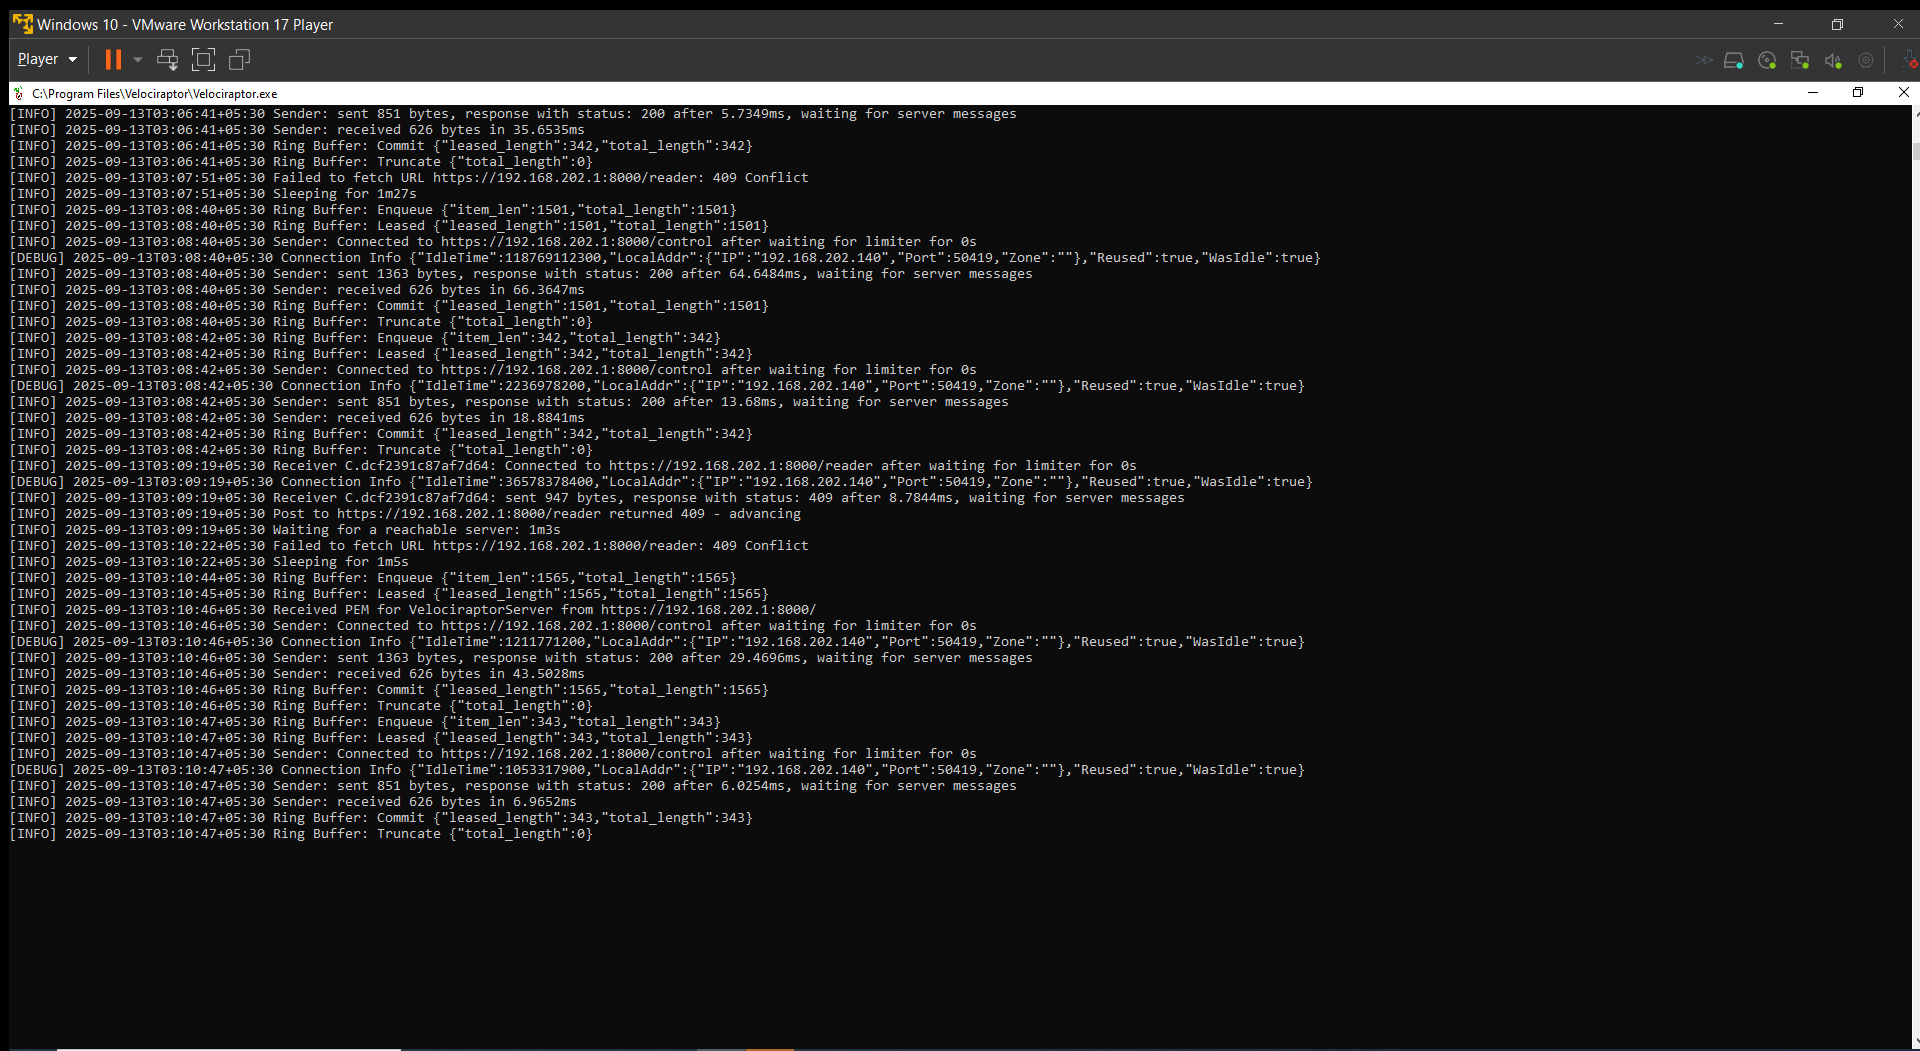 Windows 10 - VMware Workstation 17 Player
Player
C:\Program Files\Velociraptor\Velociraptor.exe
[INFO] 2025-09-13T03:06:41+05:30 Sender: sent 851 bytes, response with status: 200 after 5.7349ms, waiting for server messages
[INFO] 2025-09-13T03:06:41+05:30 Sender: received 626 bytes in 35.6535ms
[INFO] 2025-09-13T03:06:41+05:30 Ring Buffer: Commit {"leased_length":342,"total_length":342}
[INFO] 2025-09-13T03:06:41+05:30 Ring Buffer: Truncate {"total_length":0}
[INFO] 2025-09-13T03:07:51+05:30 Failed to fetch URL https://192.168.202.1:8000/reader: 409 Conflict
[INFO] 2025-09-13T03:07:51+05:30 Sleeping for 1m27s
[INFO] 2025-09-13T03:08:40+05:30 Ring Buffer: Enqueue {"item_len":1501,"total_length":1501}
[INFO] 2025-09-13T03:08:40+05:30 Ring Buffer: Leased {"leased_length":1501,"total_length":1501}
[INFO] 2025-09-13T03:08:40+05:30 Sender: Connected to https://192.168.202.1:8000/control after waiting for limiter for 0s
[DEBUG] 2025-09-13T03:08:40+05:30 Connection Info {"IdleTime":118769112300,"LocalAddr":{"IP":"192.168.202.140","Port":50419,"Zone":""},"Reused":true,"WasIdle":true}
[INFO] 2025-09-13T03:08:40+05:30 Sender: sent 1363 bytes, response with status: 200 after 64.6484ms, waiting for server messages
[INFO] 2025-09-13T03:08:40+05:30 Sender: received 626 bytes in 66.3647ms
[INFO] 2025-09-13T03:08:40+05:30 Ring Buffer: Commit {"leased_length":1501,"total_length":1501}
[INFO] 2025-09-13T03:08:40+05:30 Ring Buffer: Truncate {"total_length":0}
[INFO] 2025-09-13T03:08:42+05:30 Ring Buffer: Enqueue {"item_len":342,"total_length":342}
[INFO] 2025-09-13T03:08:42+05:30 Ring Buffer: Leased {"leased_length":342,"total_length":342}
[INFO] 2025-09-13T03:08:42+05:30 Sender: Connected to https://192.168.202.1:8000/control after waiting for limiter for 0s
[DEBUG] 2025-09-13T03:08:42+05:30 Connection Info {"IdleTime":2236978200,"LocalAddr":{"IP":"192.168.202.140","Port":50419,"Zone":""},"Reused":true,"WasIdle":true}
[INFO] 2025-09-13T03:08:42+05:30 Sender: sent 851 bytes, response with status: 200 after 13.68ms, waiting for server messages
[INFO] 2025-09-13T03:08:42+05:30 Sender: received 626 bytes in 18.8841ms
[INFO] 2025-09-13T03:08:42+05:30 Ring Buffer: Commit {"leased_length":342,"total_length":342}
[INFO] 2025-09-13T03:08:42+05:30 Ring Buffer: Truncate {"total_length":0}
[INFO] 2025-09-13T03:09:19+05:30 Receiver C.dcf2391c87af7d64: Connected to https://192.168.202.1:8000/reader after waiting for limiter for 0s
[DEBUG] 2025-09-13T03:09:19+05:30 Connection Info {"IdleTime":36578378400,"LocalAddr":{"IP":"192.168.202.140","Port":50419,"Zone":""},"Reused":true,"WasIdle":true}
[INFO] 2025-09-13T03:09:19+05:30 Receiver C.dcf2391c87af7d64: sent 947 bytes, response with status: 409 after 8.7844ms, waiting for server messages
[INFO] 2025-09-13T03:09:19+05:30 Post to https://192.168.202.1:8000/reader returned 409 - advancing
[INFO] 2025-09-13T03:09:19+05:30 Waiting for a reachable server: 1m3s
[INFO] 2025-09-13T03:10:22+05:30 Failed to fetch URL https://192.168.202.1:8000/reader: 409 Conflict
[INFO] 2025-09-13T03:10:22+05:30 Sleeping for 1m5s
[INFO] 2025-09-13T03:10:44+05:30 Ring Buffer: Enqueue {"item_len":1565,"total_length":1565}
[INFO] 2025-09-13T03:10:45+05:30 Ring Buffer: Leased {"leased_length":1565,"total_length":1565}
[INFO] 2025-09-13T03:10:46+05:30 Received PEM for VelociraptorServer from https://192.168.202.1:8000/
[INFO] 2025-09-13T03:10:46+05:30 Sender: Connected to https://192.168.202.1:8000/control after waiting for limiter for 0s
[DEBUG] 2025-09-13T03:10:46+05:30 Connection Info {"IdleTime":1211771200,"LocalAddr":{"IP":"192.168.202.140","Port":50419,"Zone":""},"Reused":true,"WasIdle":true}
[INFO] 2025-09-13T03:10:46+05:30 Sender: sent 1363 bytes, response with status: 200 after 29.4696ms, waiting for server messages
[INFO] 2025-09-13T03:10:46+05:30 Sender: received 626 bytes in 43.5028ms
[INFO] 2025-09-13T03:10:46+05:30 Ring Buffer: Commit {"leased_length":1565,"total_length":1565}
[INFO] 2025-09-13T03:10:46+05:30 Ring Buffer: Truncate {"total_length":0}
[INFO] 2025-09-13T03:10:47+05:30 Ring Buffer: Enqueue {"item_len":343,"total_length":343}
[INFO] 2025-09-13T03:10:47+05:30 Ring Buffer: Leased {"leased_length":343,"total_length":343}
[INFO] 2025-09-13T03:10:47+05:30 Sender: Connected to https://192.168.202.1:8000/control after waiting for limiter for 0s
[DEBUG] 2025-09-13T03:10:47+05:30 Connection Info {"IdleTime":1053317900,"LocalAddr":{"IP":"192.168.202.140","Port":50419,"Zone":""},"Reused":true,"WasIdle":true}
[INFO] 2025-09-13T03:10:47+05:30 Sender: sent 851 bytes, response with status: 200 after 6.0254ms, waiting for server messages
[INFO] 2025-09-13T03:10:47+05:30 Sender: received 626 bytes in 6.9652ms
[INFO] 2025-09-13T03:10:47+05:30 Ring Buffer: Commit {"leased_length":343,"total_length":343}
[INFO] 2025-09-13T03:10:47+05:30 Ring Buffer: Truncate {"total_length":0}